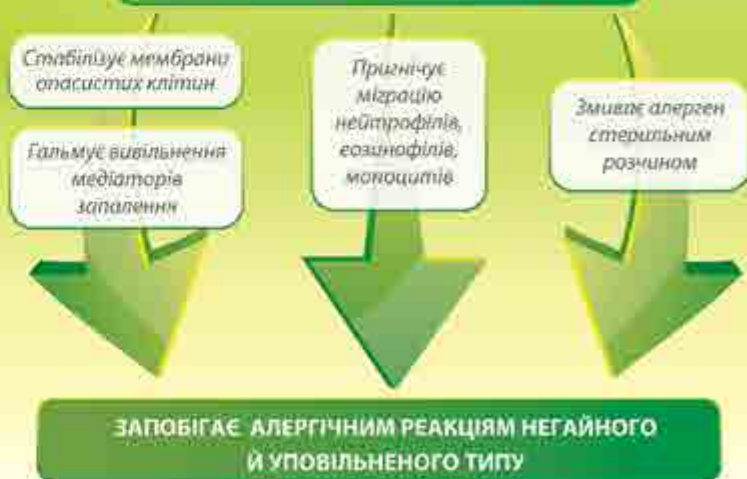 Стабілізує мембрани
опасистих клітин
Гальмує вивільнення
медіаторів
запалення
Пригнічує
міграцію
нейтрофілів,
еозинофілів,
моноцитів
Змиває алерген
стерильним
розчином
ЗАПОБІГАЄ АЛЕРГІЧНИМ РЕАКЦІЯМ НЕГАЙНОГО
Й УПОВІЛЬНЕНОГО ТИПУ